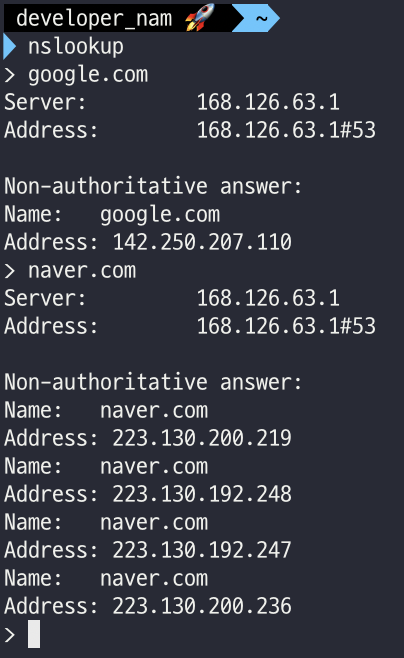 developer_nam 🚀 ~
nslookup
> google.com
Server:		168.126.63.1
Address:	168.126.63.1#53

Non-authoritative answer:
Name:	google.com
Address: 142.250.207.110
> naver.com
Server:		168.126.63.1
Address:	168.126.63.1#53

Non-authoritative answer:
Name:	naver.com
Address: 223.130.200.219
Name:	naver.com
Address: 223.130.192.248
Name:	naver.com
Address: 223.130.192.247
Name:	naver.com
Address: 223.130.200.236
>